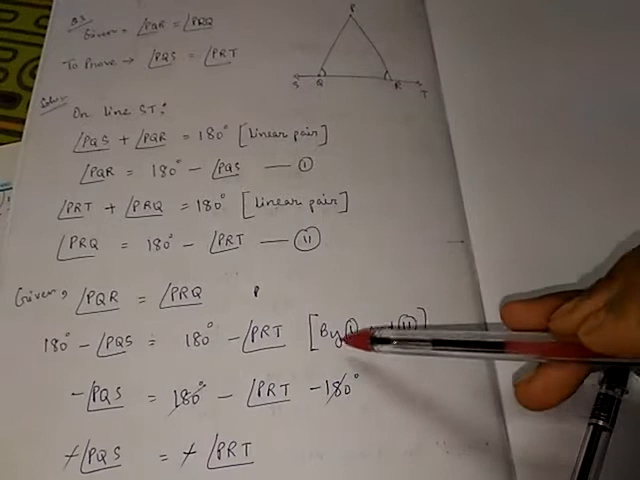 Q3
Given = ∠PQR = ∠PRQ
To Prove → ∠PQS = ∠PRT
P
S Q R T
Soln:
On line ST:
∠PQS + ∠PQR = 180° [Linear pair]
∠PQR = 180° - ∠PQS — (I)
∠PRT + ∠PRQ = 180° [Linear pair]
∠PRQ = 180° - ∠PRT — (II)
Given, ∠PQR = ∠PRQ
180° - ∠PQS = 180° - ∠PRT [By (I) (II)]
-∠PQS = 180° - ∠PRT - 180°
-∠PQS = -∠PRT